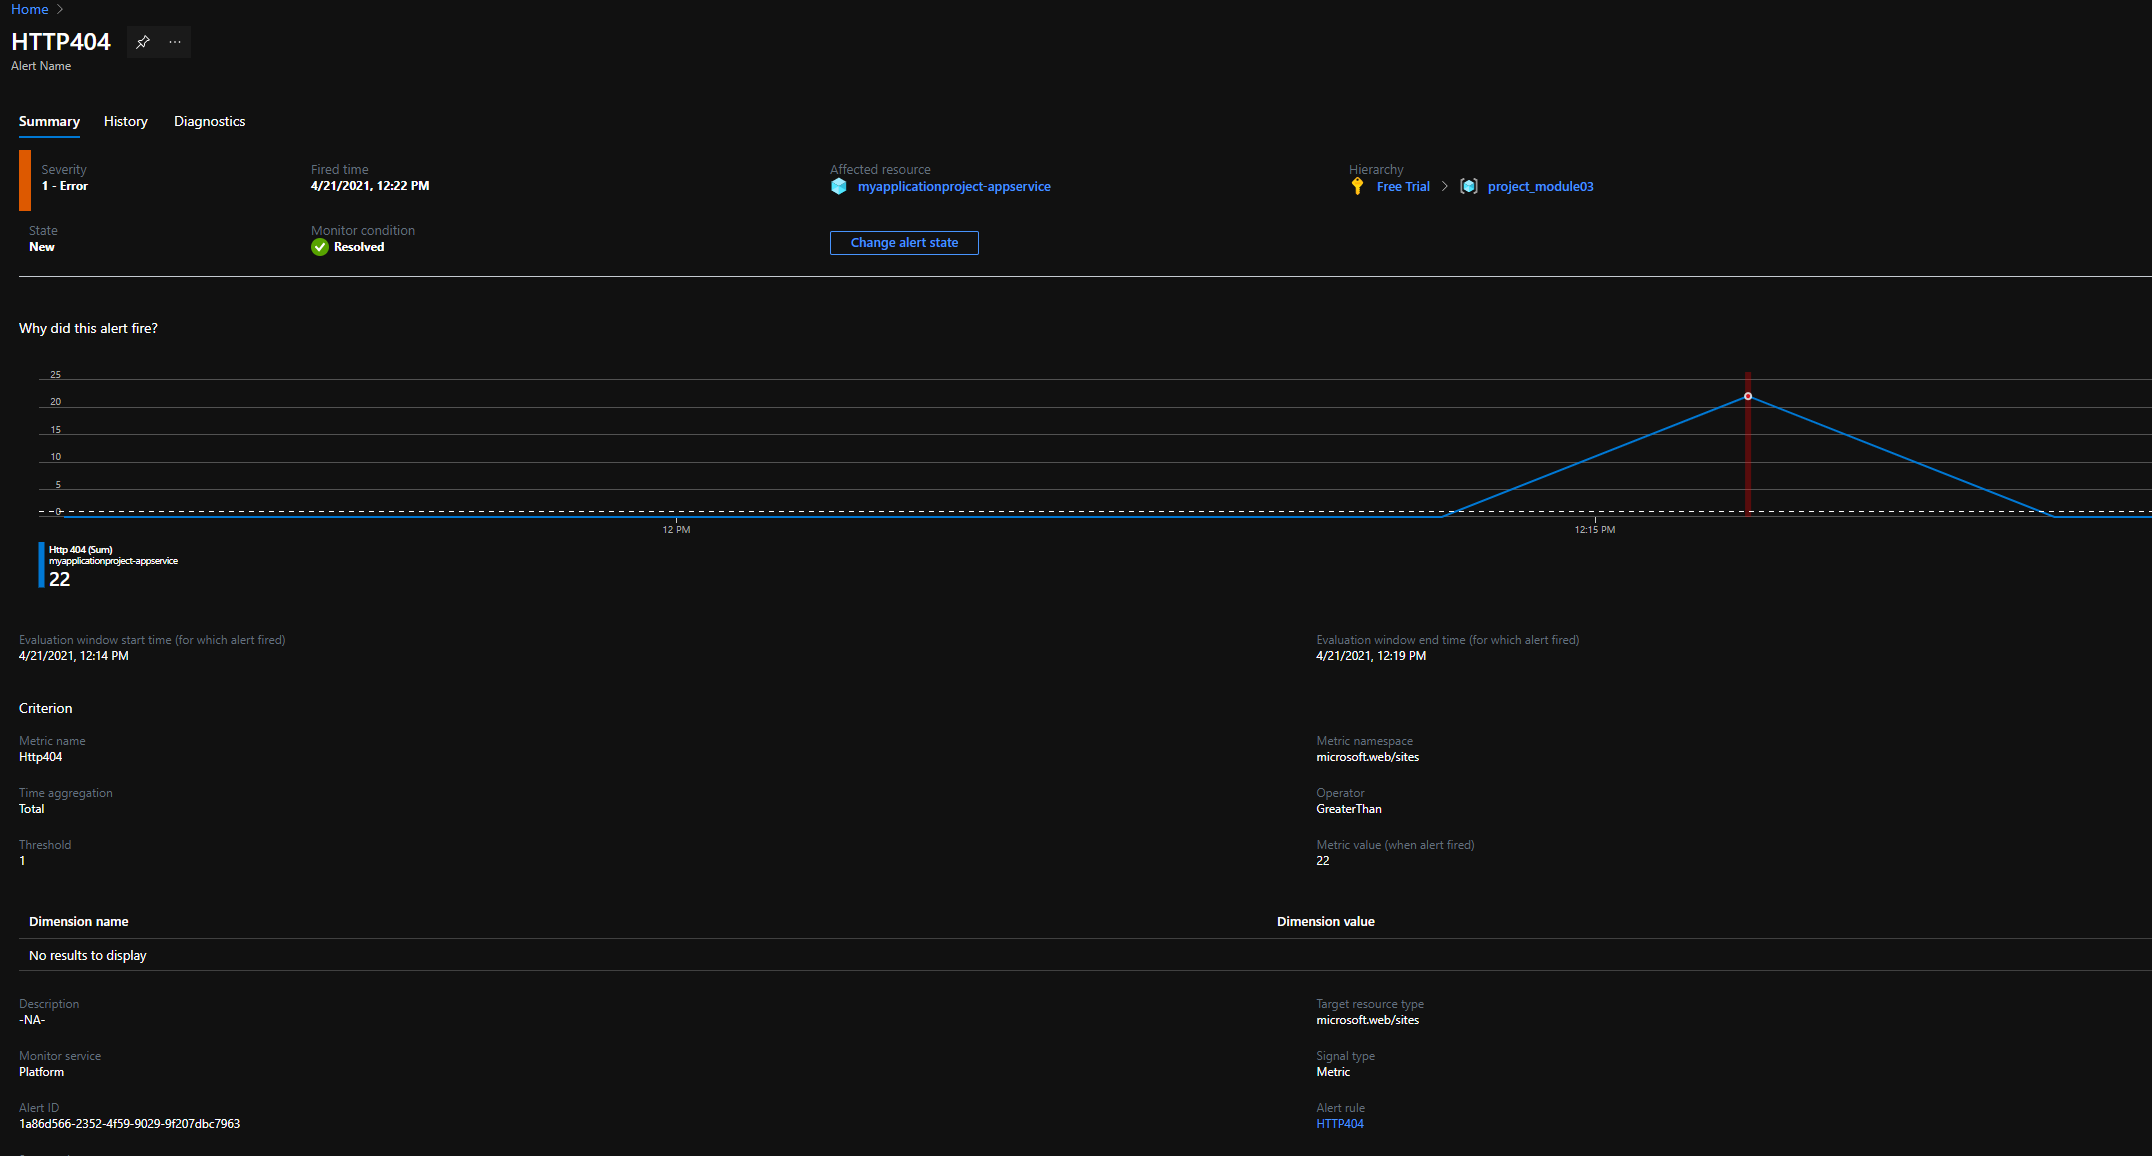 Home
HTTP404
Alert Name
Summary History Diagnostics
Severity
1 - Error
Fired time
4/21/2021, 12:22 PM
Affected resource
myapplicationproject-appservice
Hierarchy
Free Trial > project_module03
State
New
Monitor condition
Resolved
Change alert state
Why did this alert fire?
25
20
15
10
5
0
12 PM
12:15 PM
Http 404 (Sum)
myapplicationproject-appservice
22
Evaluation window start time (for which alert fired)
4/21/2021, 12:14 PM
Evaluation window end time (for which alert fired)
4/21/2021, 12:19 PM
Criterion
Metric name
Http404
Metric namespace
microsoft.web/sites
Time aggregation
Total
Operator
GreaterThan
Threshold
1
Metric value (when alert fired)
22
Dimension name Dimension value
No results to display
Description
-NA-
Target resource type
microsoft.web/sites
Monitor service
Platform
Signal type
Metric
Alert ID
1a86d566-2352-4f59-9029-9f207dbc7963
Alert rule
HTTP404